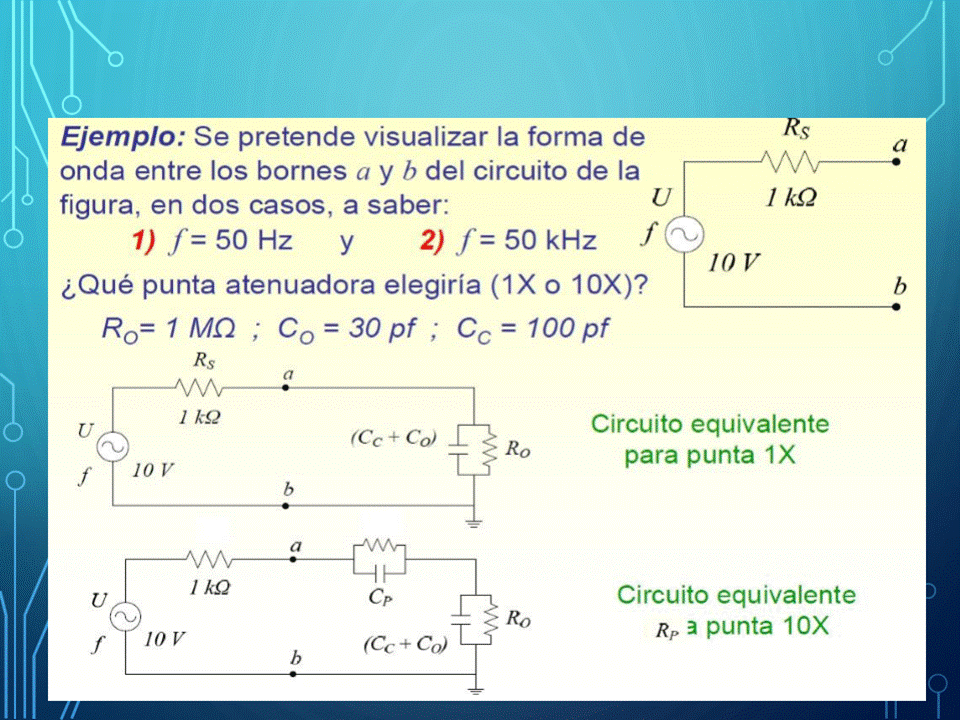 Ejemplo: Se pretende visualizar la forma de
onda entre los bornes a y b del circuito de la
figura, en dos casos, a saber:
1) f = 50 Hz y 2) f = 50 kHz
¿Qué punta atenuadora elegiría (1X o 10X)?
R_O= 1 MΩ ; C_O = 30 pf ; C_C = 100 pf
R_S
a
1 kΩ
U
f
10 V
b
R_S
a
1 kΩ
U
(C_C + C_O)
R_O
f
10 V
b
Circuito equivalente
para punta 1X
a
1 kΩ
C_P
U
R_O
f
10 V
(C_C + C_O)
b
Circuito equivalente
R_P a punta 10X